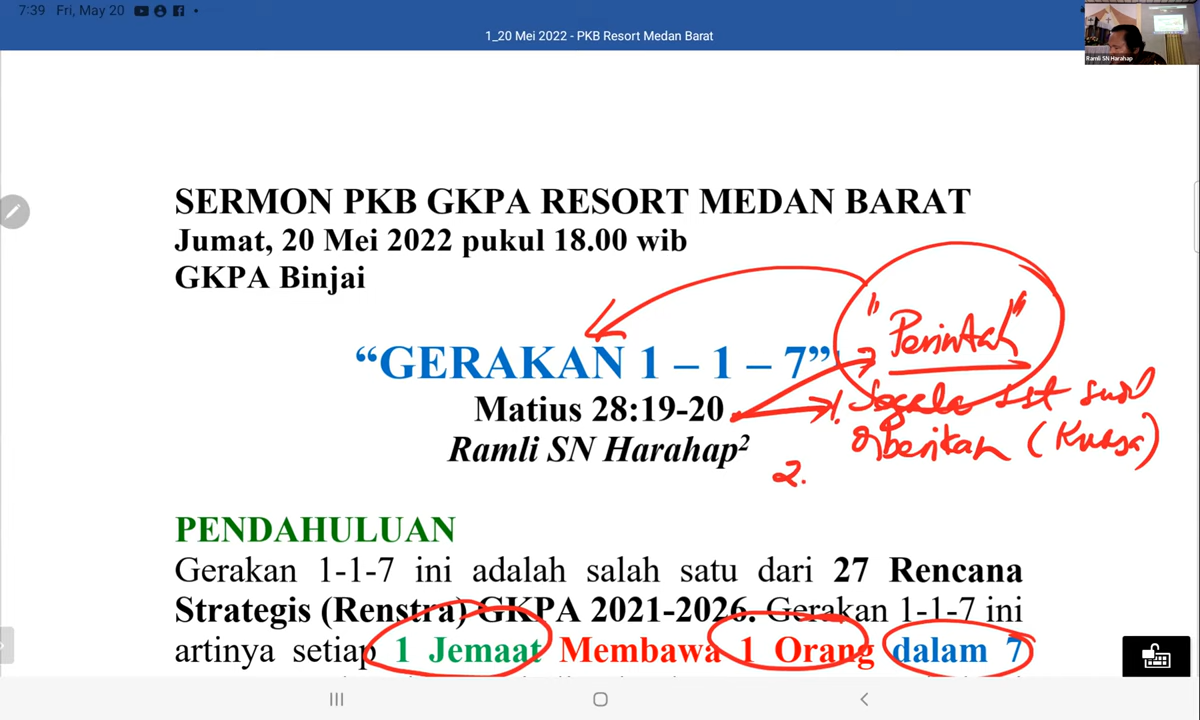 7:39 Fri, May 20
1_20 Mei 2022 - PKB Resort Medan Barat
Ramli SN Harahap
SERMON PKB GKPA RESORT MEDAN BARAT
Jumat, 20 Mei 2022 pukul 18.00 wib
GKPA Binjai
"Perintah"
“GERAKAN 1 – 1 – 7”
Matius 28:19-20
1. Segala sst sudl
diberikan (Kuasa)
Ramli SN Harahap²
2.
PENDAHULUAN
Gerakan 1-1-7 ini adalah salah satu dari 27 Rencana
Strategis (Renstra) GKPA 2021-2026. Gerakan 1-1-7 ini
artinya setiap 1 Jemaat Membawa 1 Orang dalam 7